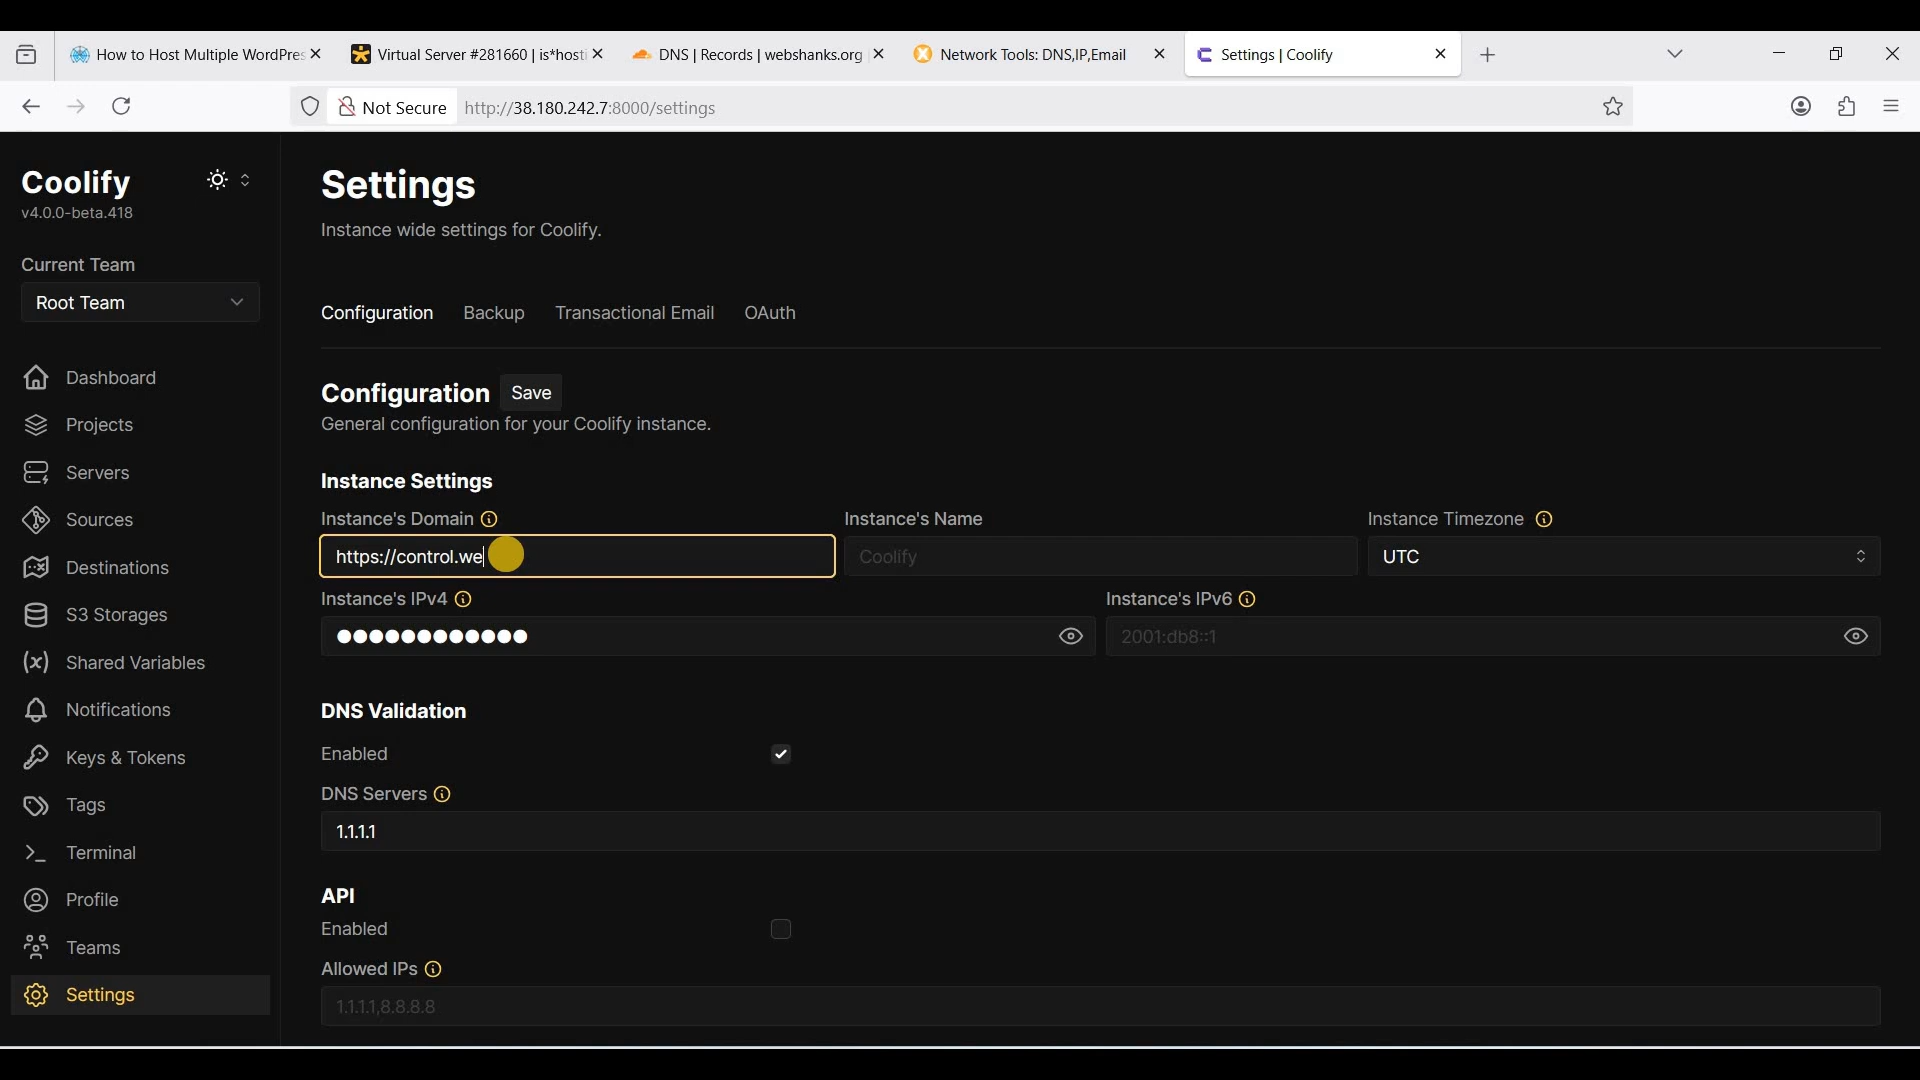 How to Host Multiple WordPres
Virtual Server #281660 | is*hosti
DNS | Records | webshanks.org
Network Tools: DNS,IP,Email
Settings | Coolify
Not Secure
http://38.180.242.7:8000/settings
Coolify
v4.0.0-beta.418
Current Team
Root Team
Dashboard
Projects
Servers
Sources
Destinations
S3 Storages
Shared Variables
Notifications
Keys & Tokens
Tags
Terminal
Profile
Teams
Settings
Settings
Instance wide settings for Coolify.
Configuration Backup Transactional Email OAuth
Configuration Save
General configuration for your Coolify instance.
Instance Settings
Instance's Domain Instance's Name Instance Timezone
https://control.we Coolify UTC
Instance's IPv4 Instance's IPv6
●●●●●●●●●●●● 2001:db8::1
DNS Validation
Enabled
DNS Servers
1.1.1.1
API
Enabled
Allowed IPs
1.1.1.1,8.8.8.8